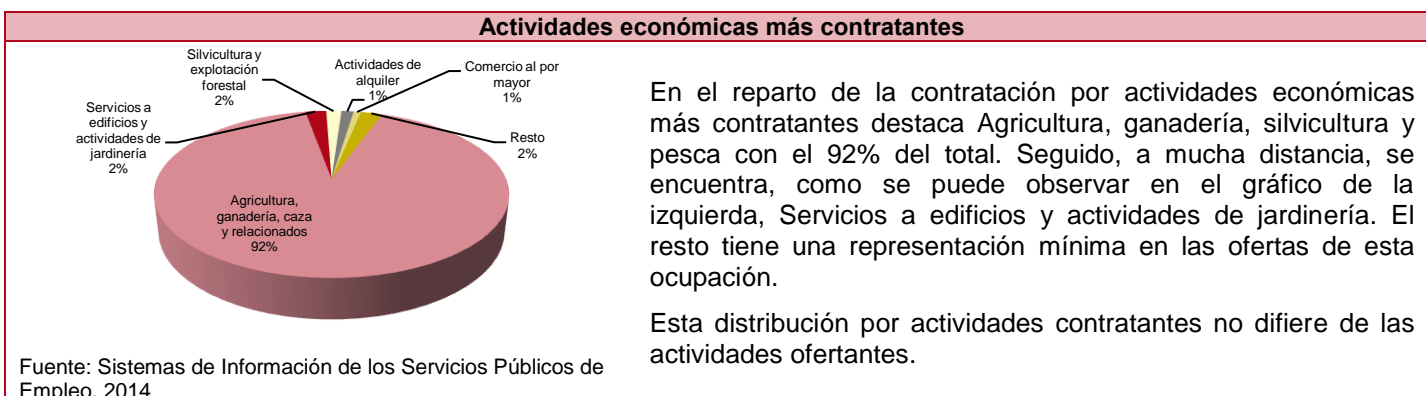 Actividades económicas más contratantes
Silvicultura y
explotación
forestal
2%
Actividades de
alquiler
1%
Comercio al por
mayor
1%
Servicios a
edificios y
actividades de
jardinería
2%
Resto
2%
Agricultura,
ganadería, caza
y relacionados
92%
Fuente: Sistemas de Información de los Servicios Públicos de
Empleo. 2014
En el reparto de la contratación por actividades económicas
más contratantes destaca Agricultura, ganadería, silvicultura y
pesca con el 92% del total. Seguido, a mucha distancia, se
encuentra, como se puede observar en el gráfico de la
izquierda, Servicios a edificios y actividades de jardinería. El
resto tiene una representación mínima en las ofertas de esta
ocupación.
Esta distribución por actividades contratantes no difiere de las
actividades ofertantes.